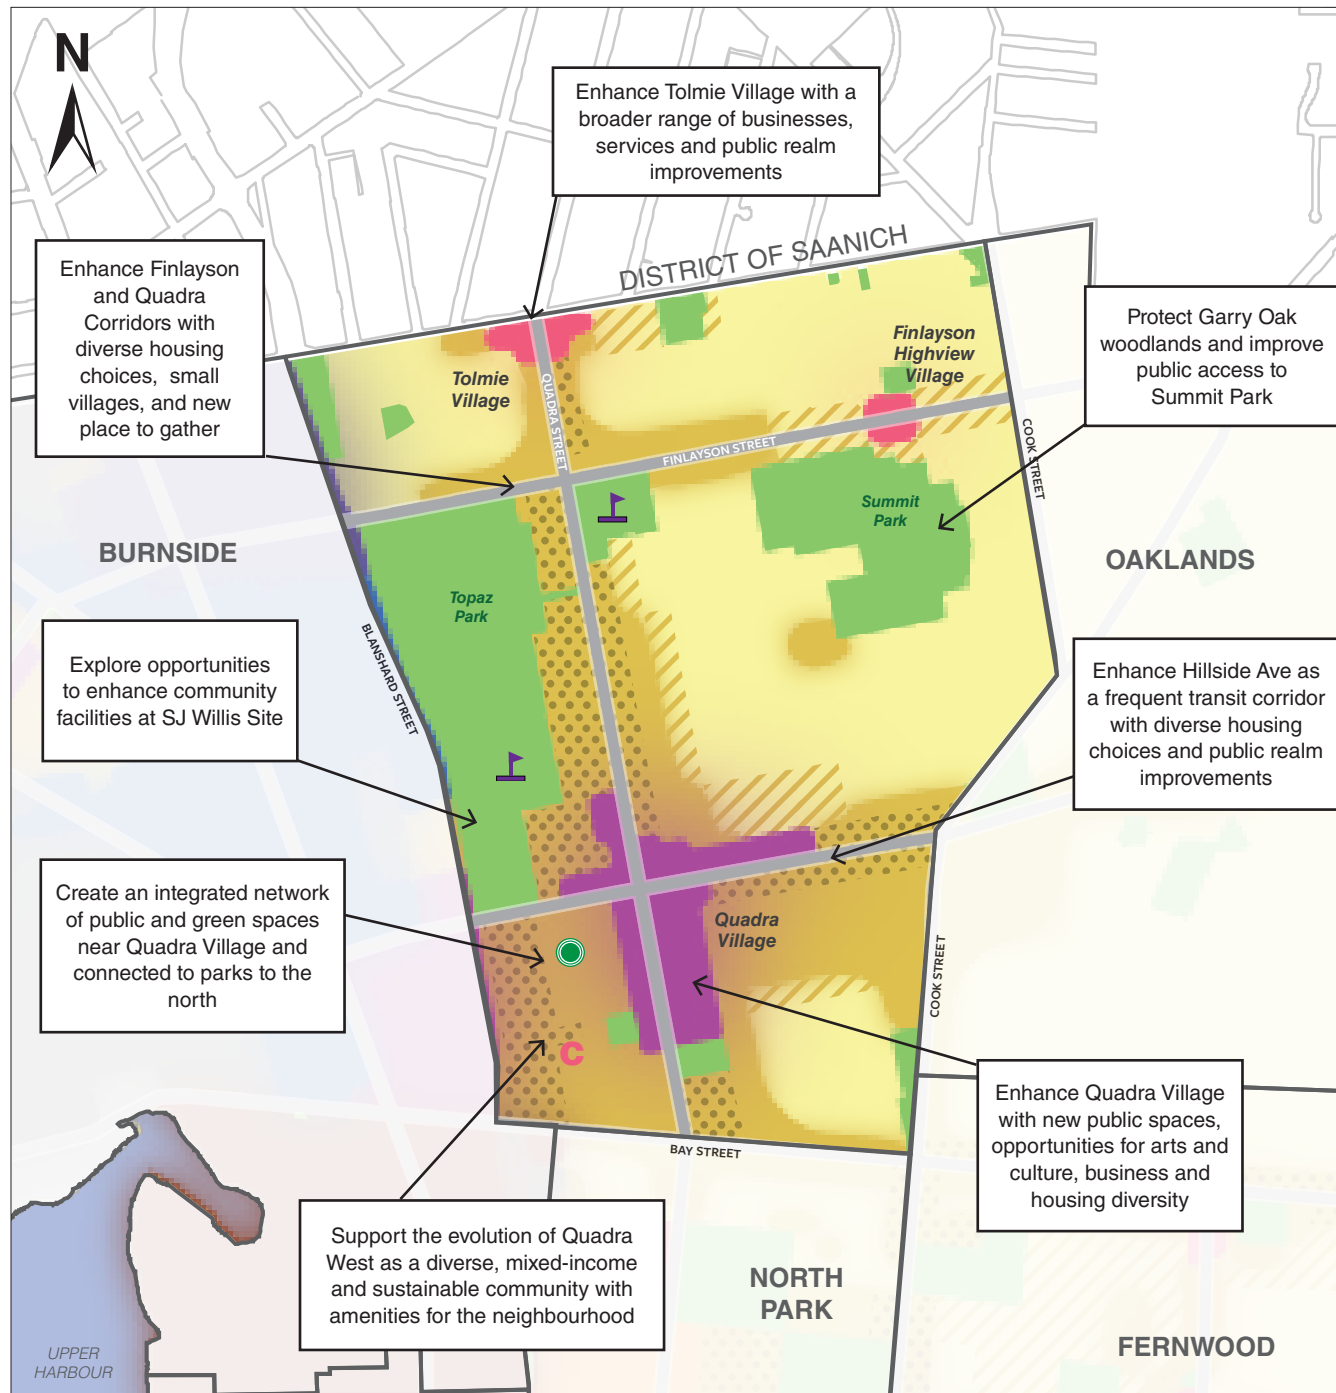 N
Enhance Tolmie Village with a
broader range of businesses,
services and public realm
improvements
DISTRICT OF SAANICH
Enhance Finlayson
and Quadra
Corridors with
diverse housing
choices, small
villages, and new
place to gather
Protect Garry Oak
woodlands and improve
public access to
Summit Park
Finlayson
Highview
Village
Tolmie
Village
QUADRA STREET
FINLAYSON STREET
COOK STREET
Summit
Park
BURNSIDE
OAKLANDS
Topaz
Park
BLANSHARD STREET
Explore opportunities
to enhance community
facilities at SJ Willis Site
Enhance Hillside Ave as
a frequent transit corridor
with diverse housing
choices and public realm
improvements
Create an integrated network
of public and green spaces
near Quadra Village and
connected to parks to the
north
Quadra
Village
COOK STREET
C
Enhance Quadra Village
with new public spaces,
opportunities for arts and
culture, business and
housing diversity
BAY STREET
Support the evolution of Quadra
West as a diverse, mixed-income
and sustainable community with
amenities for the neighbourhood
NORTH
PARK
FERNWOOD
UPPER
HARBOUR